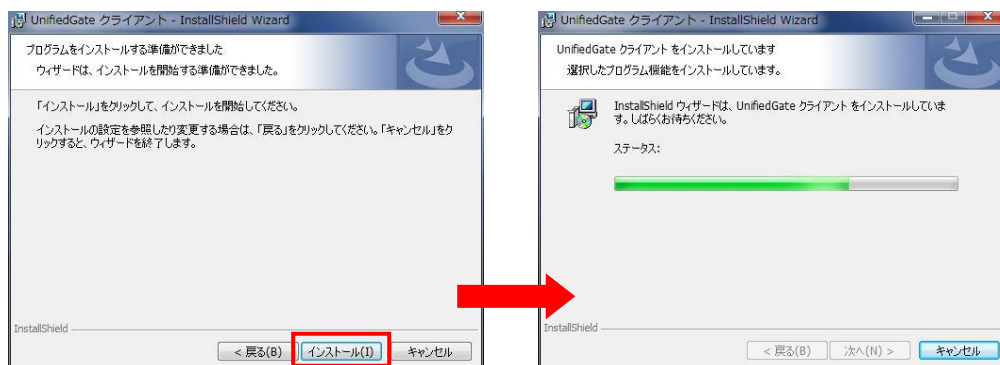 UnifiedGate クライアント - InstallShield Wizard
プログラムをインストールする準備ができました
ウィザードは、インストールを開始する準備ができました。
「インストール」をクリックして、インストールを開始してください。
インストールの設定を参照したり変更する場合は、「戻る」をクリックしてください。「キャンセル」をク
リックすると、ウィザードを終了します。
InstallShield
< 戻る(B)
インストール(I)
キャンセル
UnifiedGate クライアント - InstallShield Wizard
UnifiedGate クライアント をインストールしています
選択したプログラム機能をインストールしています。
InstallShield ウィザードは、UnifiedGate クライアント をインストールしていま
す。しばらくお待ちください。
ステータス:
InstallShield
< 戻る(B)
次へ(N) >
キャンセル